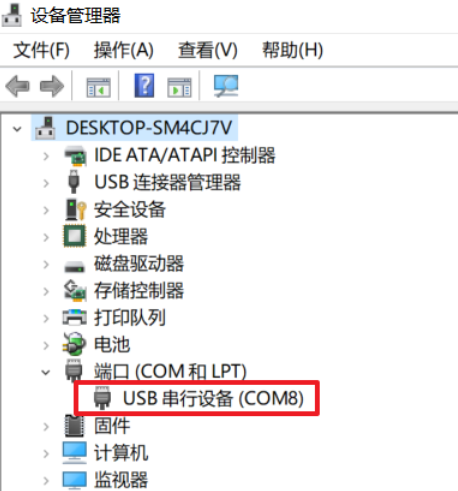 设备管理器
文件(F) 操作(A) 查看(V) 帮助(H)
DESKTOP-SM4CJ7V
IDE ATA/ATAPI 控制器
USB 连接器管理器
安全设备
处理器
磁盘驱动器
存储控制器
打印队列
电池
端口 (COM 和 LPT)
USB 串行设备 (COM8)
固件
计算机
监视器